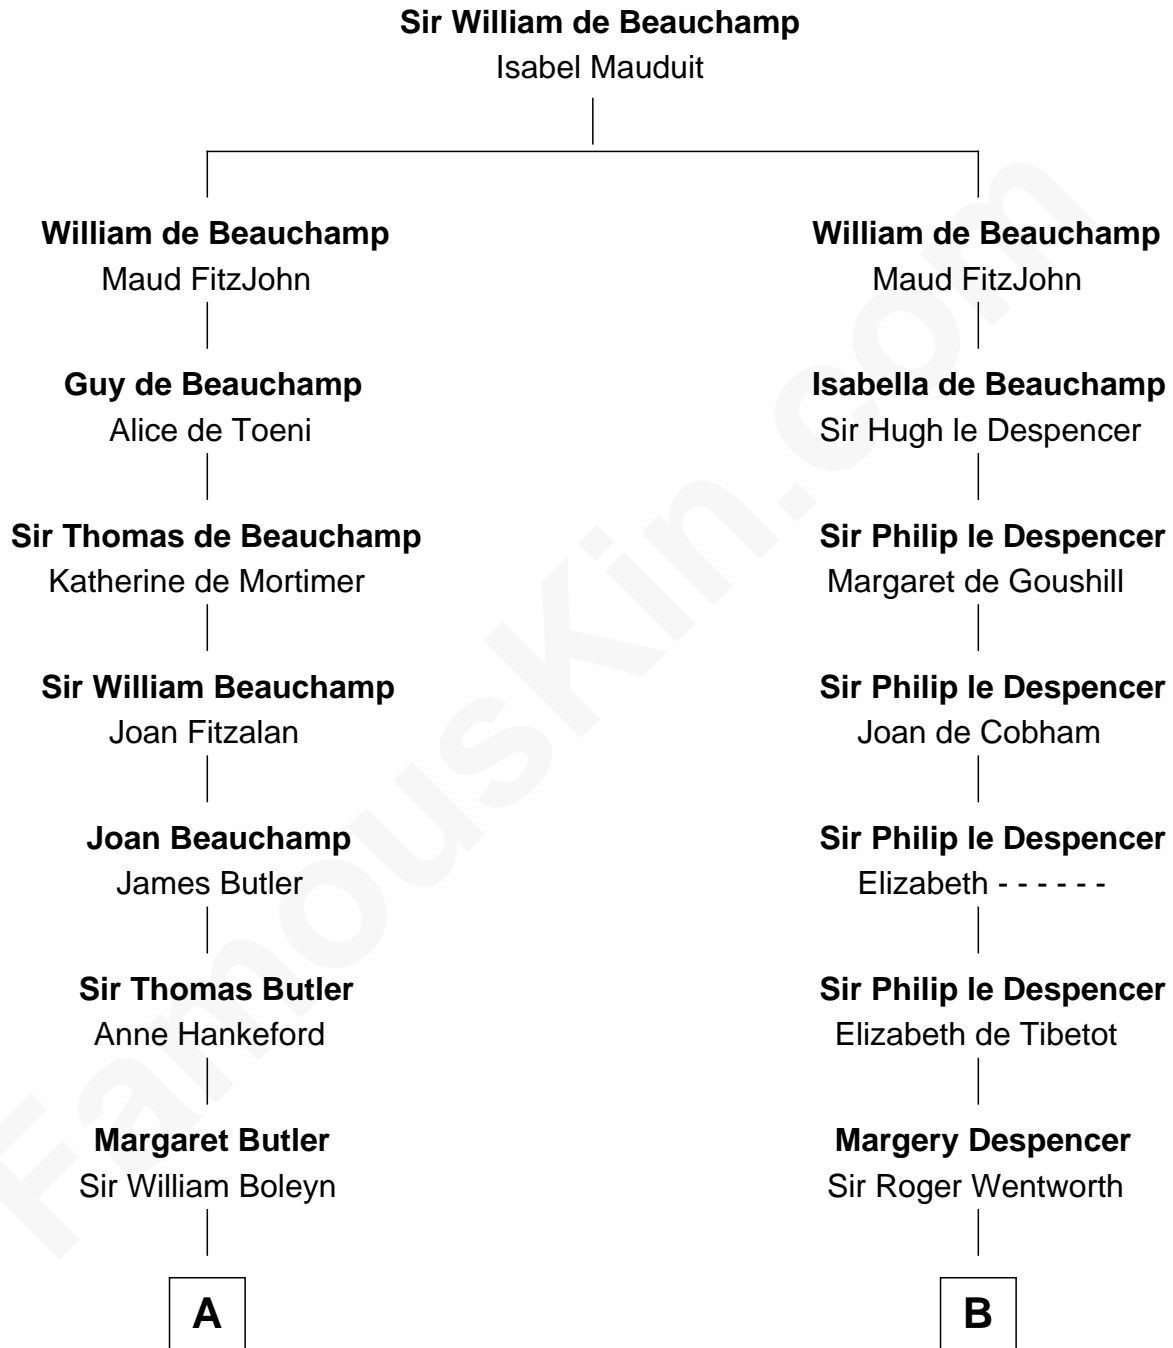 Sir William de Beauchamp
Isabel Mauduit
William de Beauchamp
Maud FitzJohn
William de Beauchamp
Maud FitzJohn
Guy de Beauchamp
Alice de Toeni
Isabella de Beauchamp
Sir Hugh le Despencer
Sir Thomas de Beauchamp
Katherine de Mortimer
Sir Philip le Despencer
Margaret de Goushill
Sir William Beauchamp
Joan Fitzalan
Sir Philip le Despencer
Joan de Cobham
Joan Beauchamp
James Butler
Sir Philip le Despencer
Elizabeth - - - - - -
Sir Thomas Butler
Anne Hankeford
Sir Philip le Despencer
Elizabeth de Tibetot
Margaret Butler
Sir William Boleyn
Margery Despencer
Sir Roger Wentworth
A
B
FamousKin.com